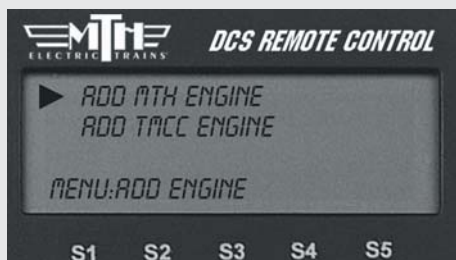 MTH
ELECTRIC TRAINS
DCS REMOTE CONTROL
ADD MTH ENGINE
ADD TMCC ENGINE
MENU:ADD ENGINE
S1 S2 S3 S4 S5